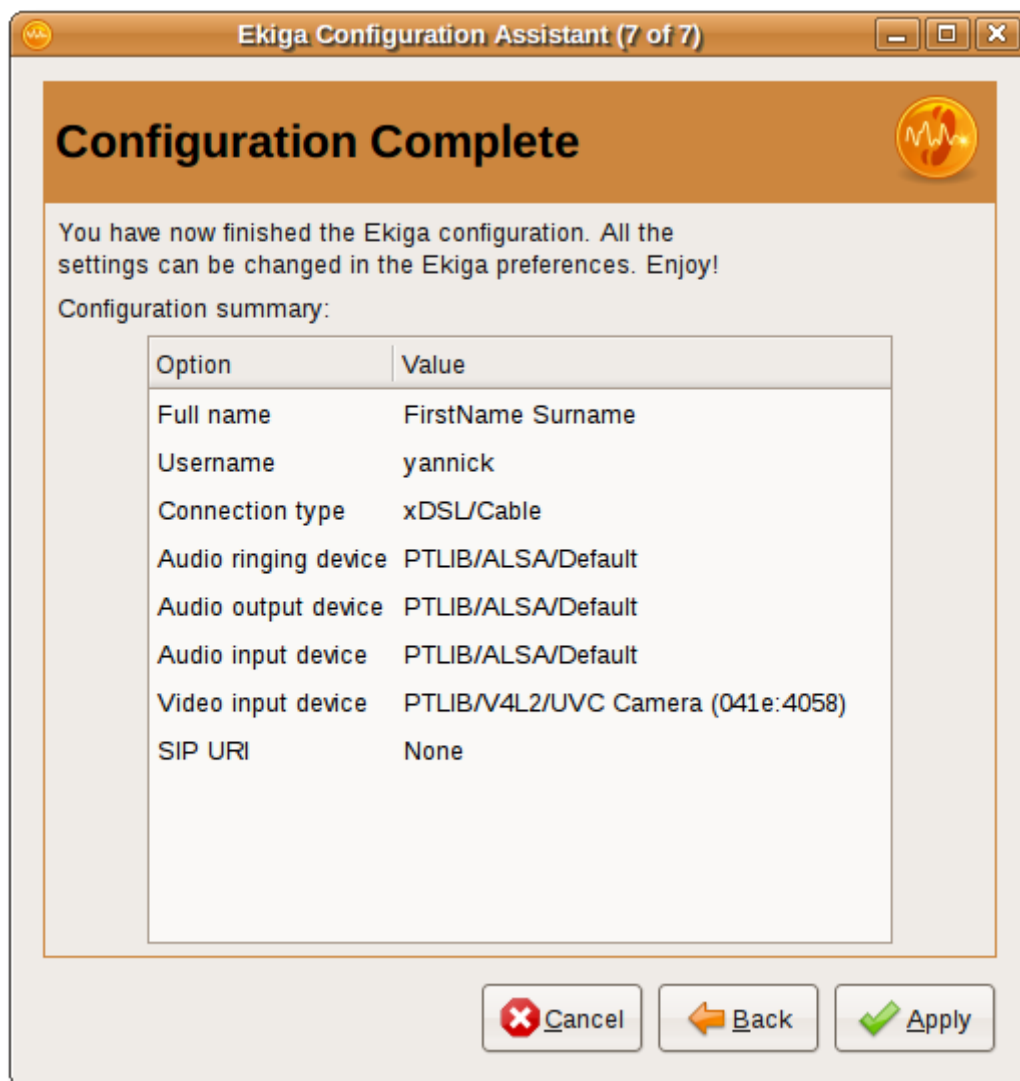 Ekiga Configuration Assistant (7 of 7)
Configuration Complete
You have now finished the Ekiga configuration. All the
settings can be changed in the Ekiga preferences. Enjoy!
Configuration summary:
Option Value
Full name FirstName Surname
Username yannick
Connection type xDSL/Cable
Audio ringing device PTLIB/ALSA/Default
Audio output device PTLIB/ALSA/Default
Audio input device PTLIB/ALSA/Default
Video input device PTLIB/V4L2/UVC Camera (041e:4058)
SIP URI None
Cancel Back Apply